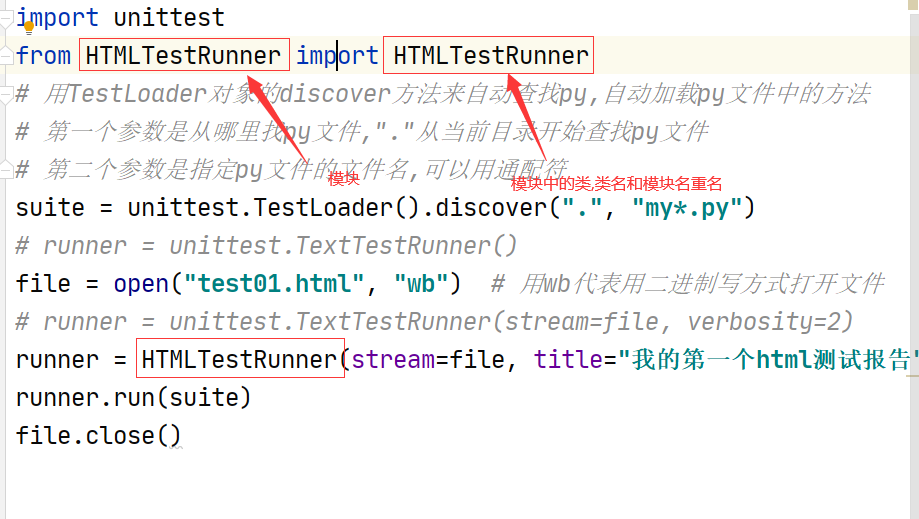 import unittest
from HTMLTestRunner import HTMLTestRunner
# 用TestLoader对象的discover方法来自动查找py,自动加载py文件中的方法
# 第一个参数是从哪里找py文件,"."从当前目录开始查找py文件
# 第二个参数是指定py文件的文件名,可以用通配符
模块
模块中的类,类名和模块名重名
suite = unittest.TestLoader().discover(".", "my*.py")
# runner = unittest.TextTestRunner()
file = open("test01.html", "wb")  # 用wb代表用二进制写方式打开文件
# runner = unittest.TextTestRunner(stream=file, verbosity=2)
runner = HTMLTestRunner(stream=file, title="我的第一个html测试报告"
runner.run(suite)
file.close()